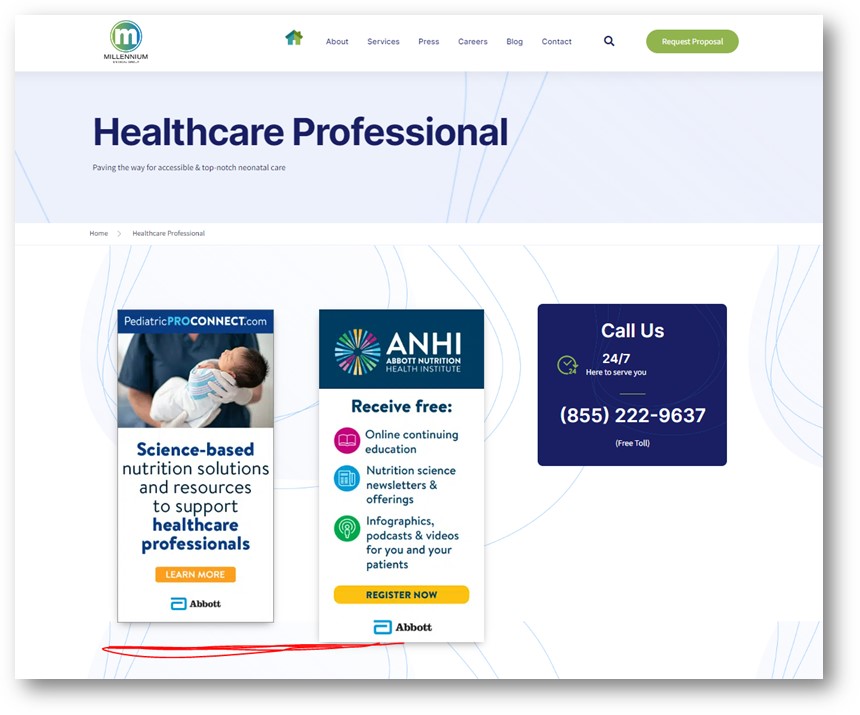 m
MILLENNIUM
About
Services
Press
Careers
Blog
Contact
Request Proposal
Healthcare Professional
Paving the way for accessible & top-notch neonatal care
Home
Healthcare Professional
PediatricPROCONNECT.com
Science-based
nutrition solutions
and resources
to support
healthcare
professionals
LEARN MORE
Abbott
ANHI
ABBOTT NUTRITION
HEALTH INSTITUTE
Receive free:
Online continuing
education
Nutrition science
newsletters &
offerings
Infographics,
podcasts & videos
for you and your
patients
REGISTER NOW
Abbott
Call Us
24
24/7
Here to serve you
(855) 222-9637
(Free Toll)